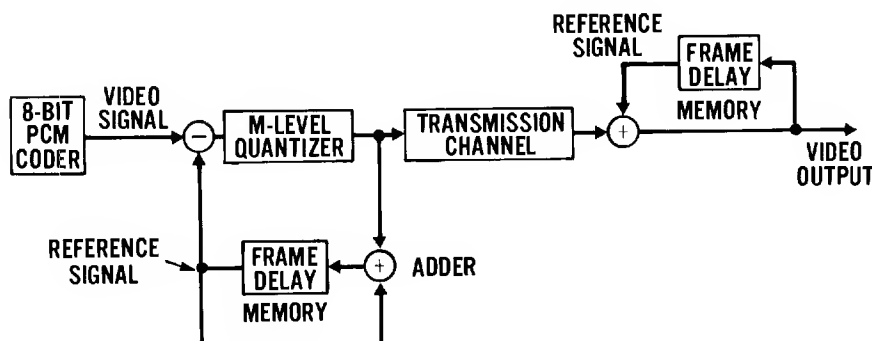 8-BIT
PCM
CODER
VIDEO
SIGNAL
−
M-LEVEL
QUANTIZER
TRANSMISSION
CHANNEL
+
REFERENCE
SIGNAL
FRAME
DELAY
MEMORY
VIDEO
OUTPUT
REFERENCE
SIGNAL
FRAME
DELAY
MEMORY
+
ADDER